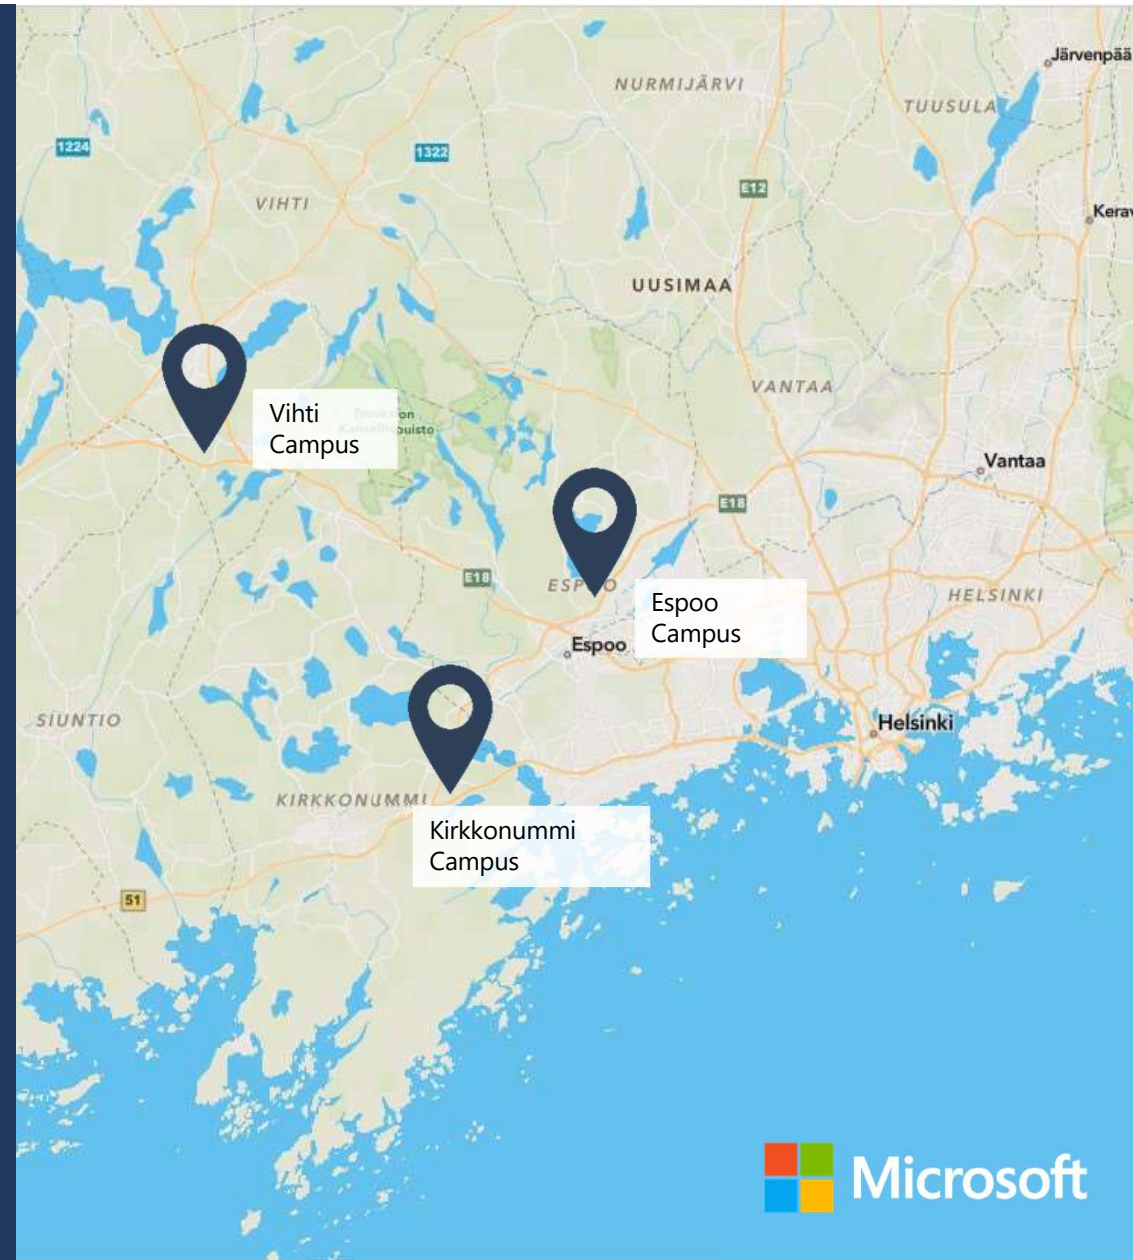 Järvenpää
NURMIJÄRVI
TUUSULA
1224
1322
E12
VIHTI
Kerav
UUSIMAA
VANTAA
Vihti
Campus
Vantaa
E18
E18
HELSINKI
Espoo
Campus
Espoo
SIUNTIO
Helsinki
KIRKKONUMMI
Kirkkonummi
Campus
51
Microsoft